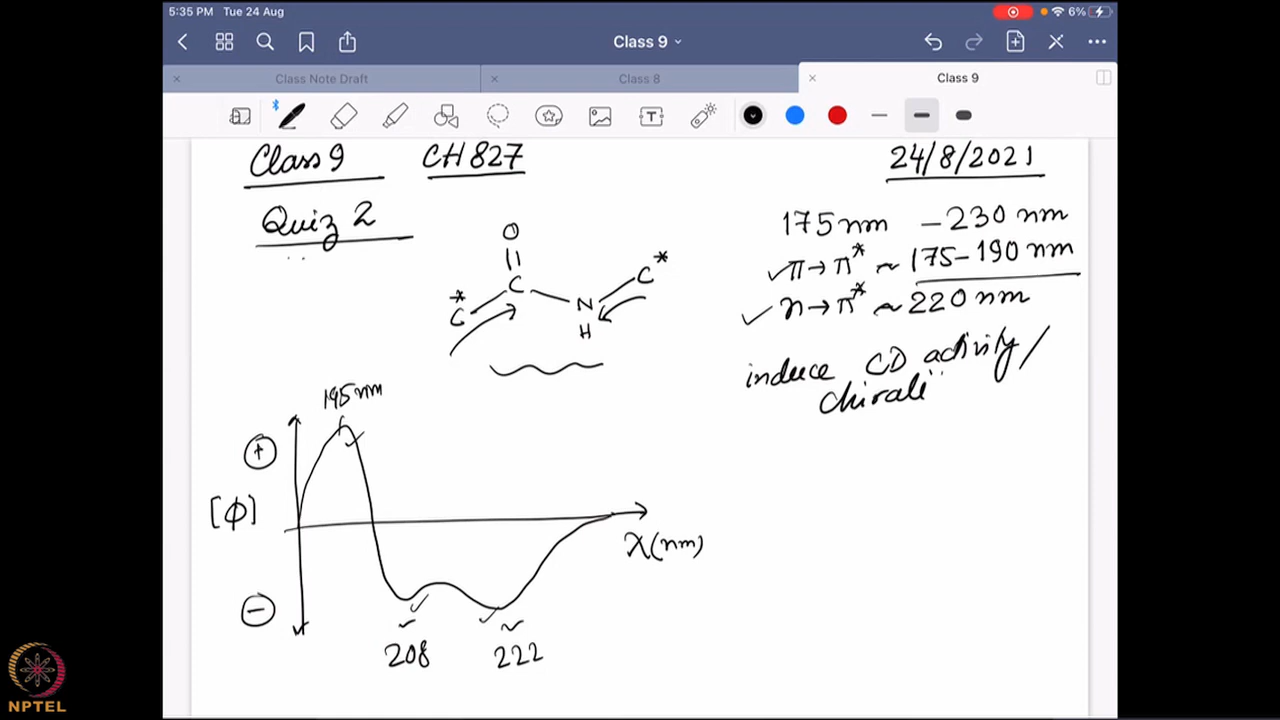 5:35 PM Tue 24 Aug
6%
Class 9
Class Note Draft
Class 8
Class 9
T
Class 9 CH 827 24/8/2021
Quiz 2
175 nm - 230 nm
π→π* ~ 175-190 nm
n→π* ~ 220 nm
induce CD activity/
chirali
O
||
C
*C
N
H
C*
195 nm
+
[Φ]
λ(nm)
-
208 222
NPTEL